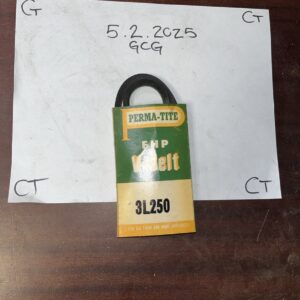 G
CT
5.2.2025
GCG
PERMA-TITE
FHP
V-Belt
3L250
CT
CT